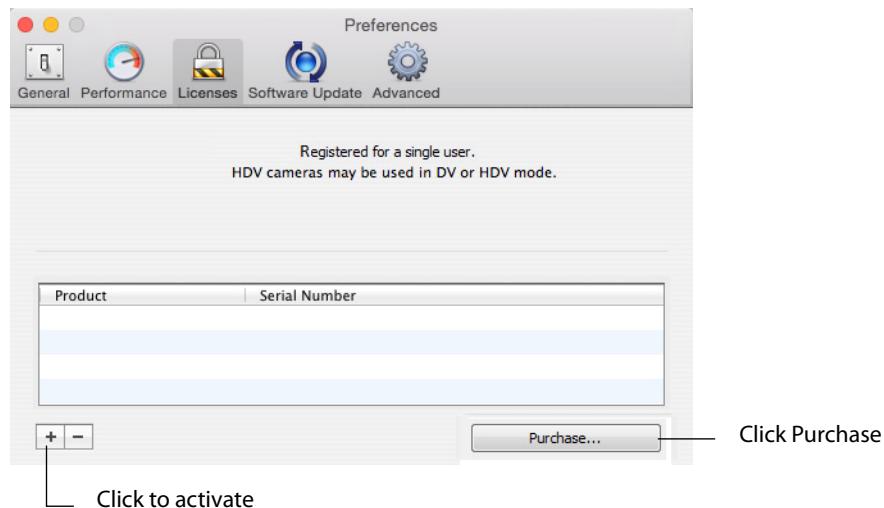 Preferences
General Performance Licenses Software Update Advanced
Registered for a single user.
HDV cameras may be used in DV or HDV mode.
Product Serial Number
+ −
Purchase...
Click Purchase
Click to activate